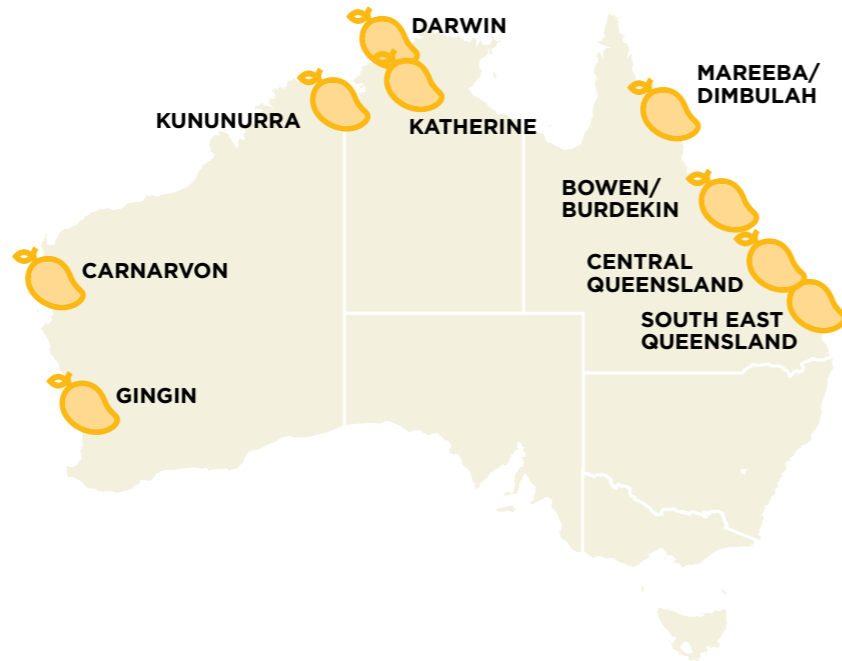 DARWIN
MAREEBA/
DIMBULAH
KUNUNURRA
KATHERINE
BOWEN/
BURDEKIN
CARNARVON
CENTRAL
QUEENSLAND
SOUTH EAST
QUEENSLAND
GINGIN